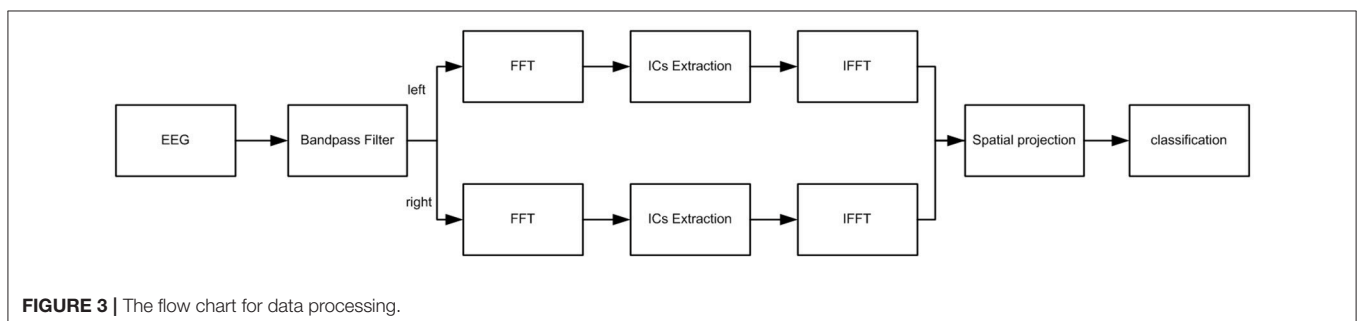 EEG
Bandpass Filter
left
FFT
ICs Extraction
IFFT
right
FFT
ICs Extraction
IFFT
Spatial projection
classification
FIGURE 3 | The flow chart for data processing.